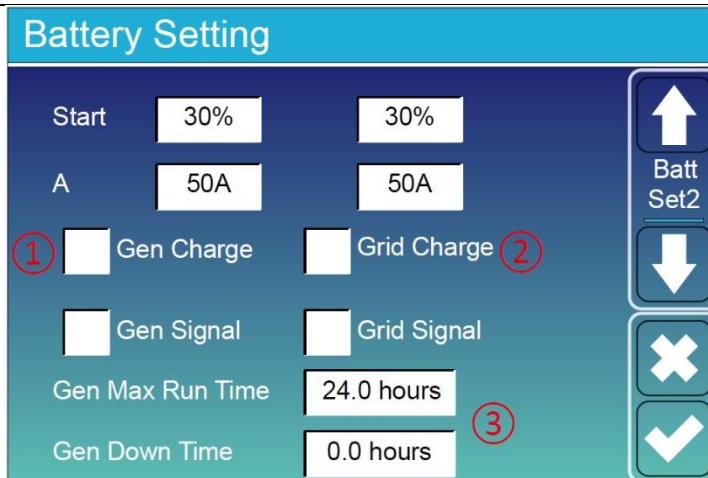 Battery Setting
Start 30% 30%
A 50A 50A
Batt
Set2
① Gen Charge Grid Charge ②
Gen Signal Grid Signal
Gen Max Run Time 24.0 hours
③
Gen Down Time 0.0 hours